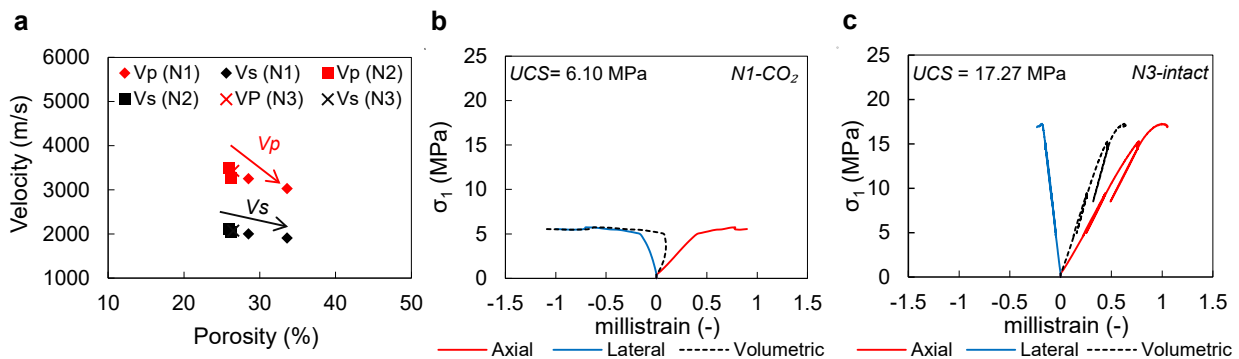 a
6000
5000
4000
3000
2000
1000
Velocity (m/s)
Vp (N1) Vs (N1) Vp (N2)
Vs (N2) VP (N3) Vs (N3)
Vp
Vs
10 20 30 40 50
Porosity (%)
b
25
20
15
10
5
0
σ1 (MPa)
UCS= 6.10 MPa N1-CO2
-1.5 -1 -0.5 0 0.5 1 1.5
millistrain (-)
Axial Lateral Volumetric
c
25
20
15
10
5
0
σ1 (MPa)
UCS = 17.27 MPa N3-intact
-1.5 -1 -0.5 0 0.5 1 1.5
millistrain (-)
Axial Lateral Volumetric